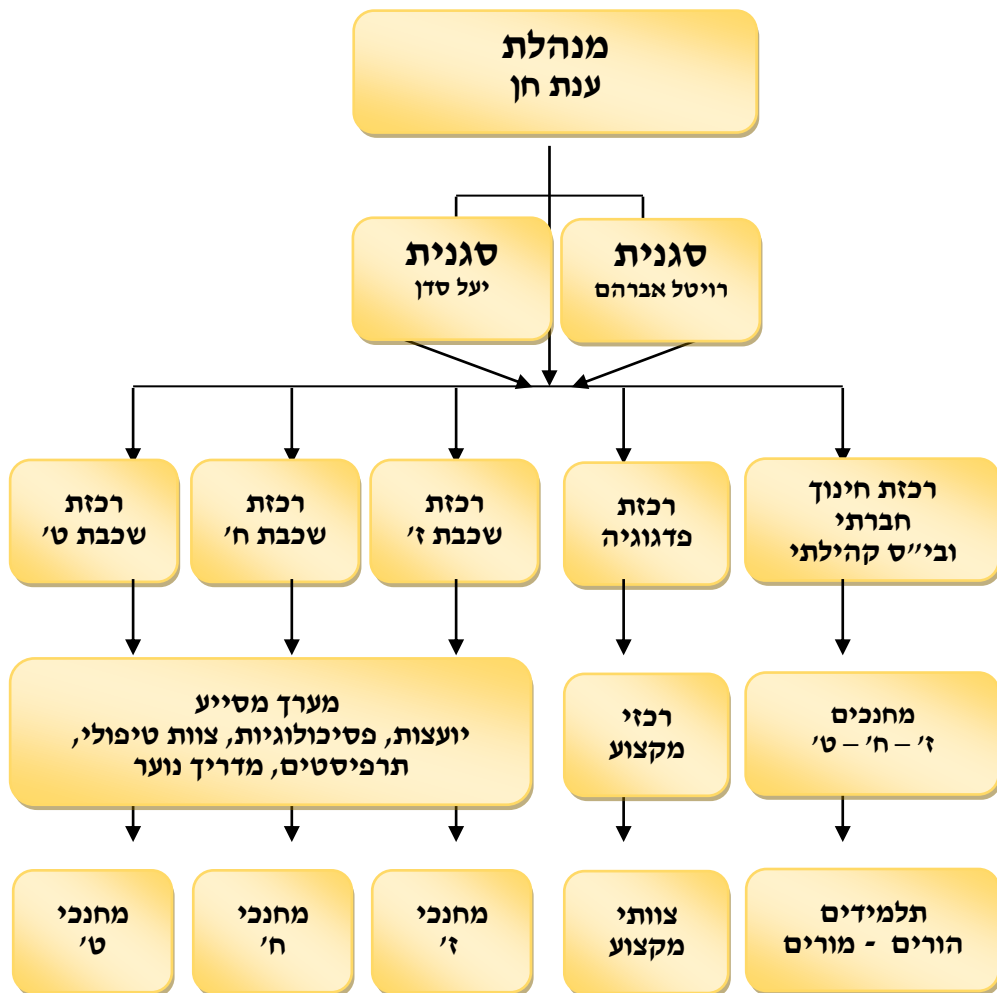 מנהלת
ענת חן
סגנית
רויטל אברהם
סגנית
יעל סדן
רכזת חינוך
חברתי
ובי״ס קהילתי
רכזת
פדגוגיה
רכזת
שכבת ז׳
רכזת
שכבת ח׳
רכזת
שכבת ט׳
מחנכים
ז׳ – ח׳ – ט׳
רכזי
מקצוע
מערך מסייע
יועצות, פסיכולוגיות, צוות טיפולי,
תרפיסטים, מדריך נוער
תלמידים
הורים - מורים
צוותי
מקצוע
מחנכי
ז׳
מחנכי
ח׳
מחנכי
ט׳